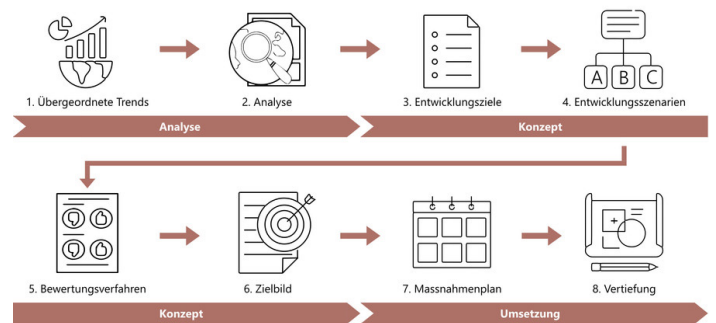 1. Übergeordnete Trends
2. Analyse
3. Entwicklungsziele
4. Entwicklungsszenarien
A B C
Analyse
Konzept
5. Bewertungsverfahren
6. Zielbild
7. Massnahmenplan
8. Vertiefung
Konzept
Umsetzung